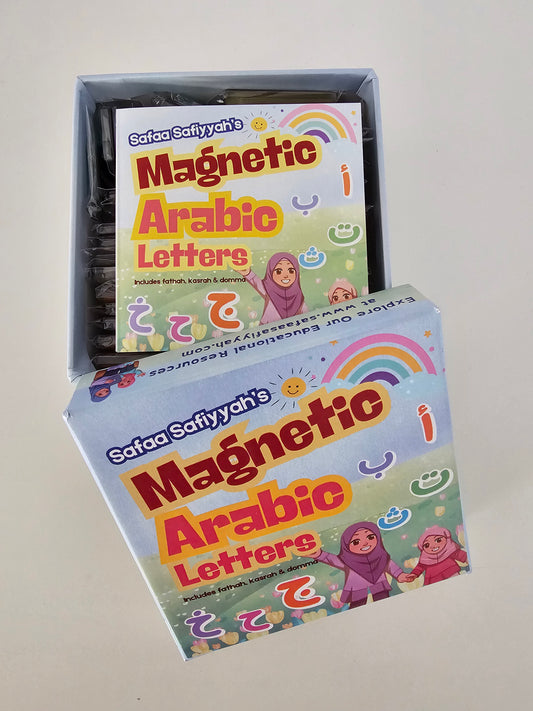 Safaa Safiyyah's
Magnetic
Arabic
Letters
Includes fathah, kasrah & domma
أ
ب
ت
ث
ج ح خ
Explore Our Educational Resources
at www.safaasafiyyah.com
Safaa Safiyyah's
Magnetic
Arabic
Letters
Includes fathah, kasrah & domma
أ
ب
ت
ث
ج ح خ